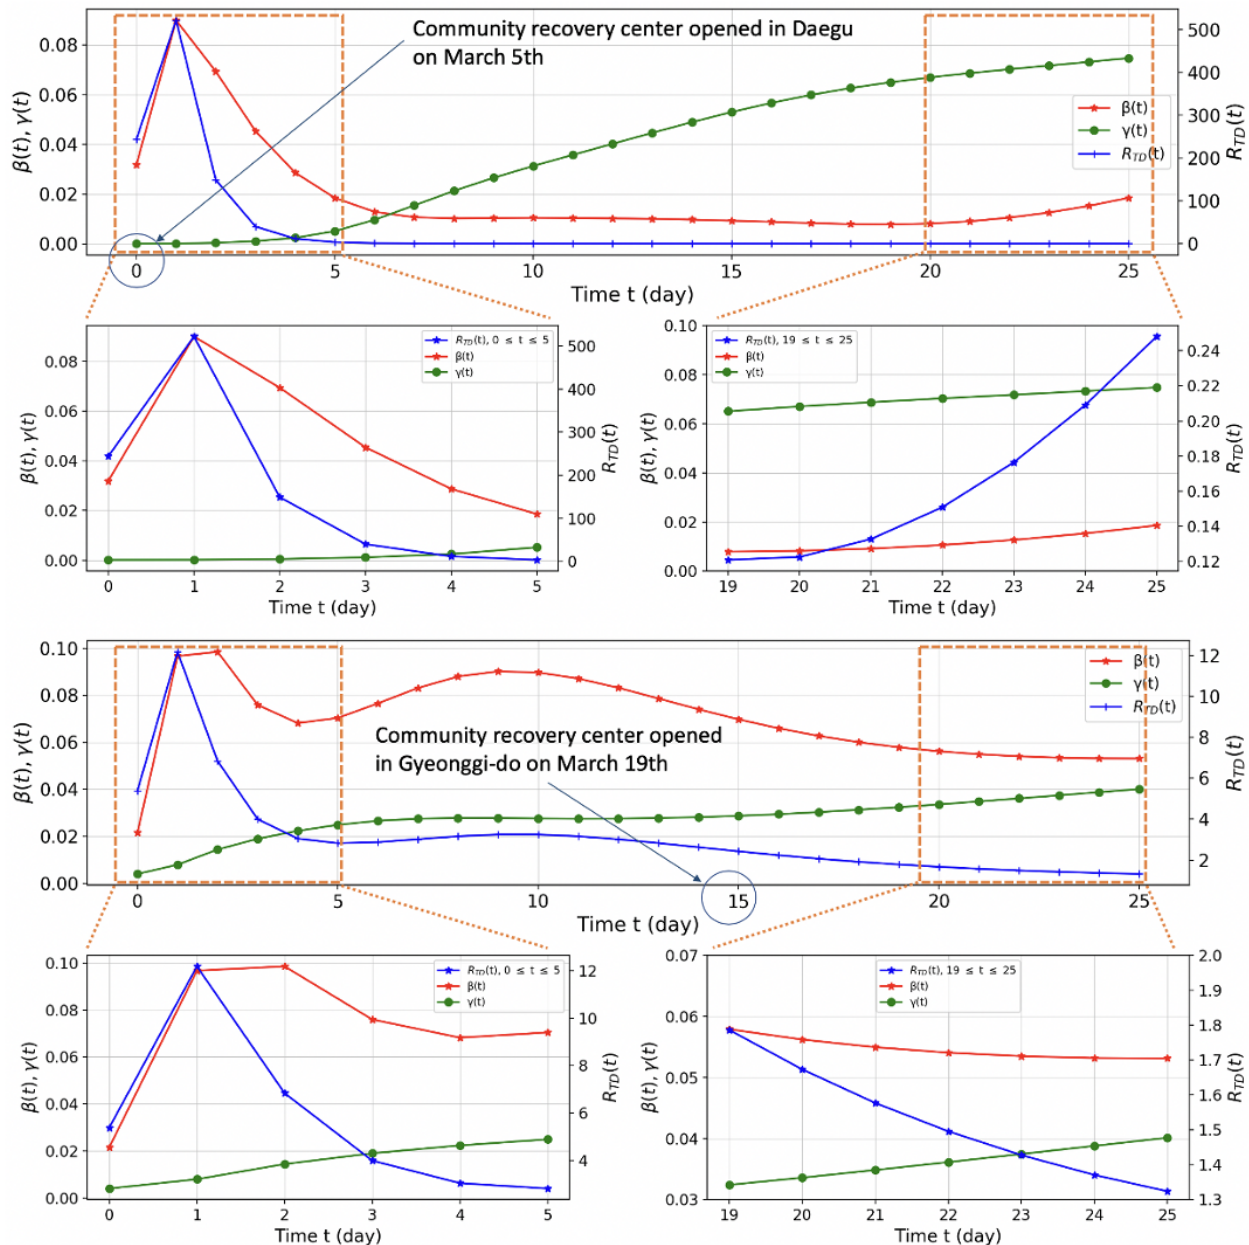 Community recovery center opened in Daegu
on March 5th
β(t), γ(t)
0.08
0.06
0.04
0.02
0.00
500
400
300
200
100
0
R_TD(t)
β(t)
γ(t)
R_TD(t)
0 5 10 15 20 25
Time t (day)
β(t), γ(t)
0.08
0.06
0.04
0.02
0.00
R_TD(t), 0 ≤ t ≤ 5
β(t)
γ(t)
500
400
300
200
100
0
R_TD(t)
0 1 2 3 4 5
Time t (day)
β(t), γ(t)
0.10
0.08
0.06
0.04
0.02
0.00
R_TD(t), 19 ≤ t ≤ 25
β(t)
γ(t)
0.24
0.22
0.20
0.18
0.16
0.14
0.12
R_TD(t)
19 20 21 22 23 24 25
Time t (day)
β(t), γ(t)
0.10
0.08
0.06
0.04
0.02
0.00
Community recovery center opened
in Gyeonggi-do on March 19th
β(t)
γ(t)
R_TD(t)
12
10
8
6
4
2
R_TD(t)
0 5 10 15 20 25
Time t (day)
β(t), γ(t)
0.10
0.08
0.06
0.04
0.02
0.00
R_TD(t), 0 ≤ t ≤ 5
β(t)
γ(t)
12
10
8
6
4
R_TD(t)
0 1 2 3 4 5
Time t (day)
β(t), γ(t)
0.07
0.06
0.05
0.04
0.03
R_TD(t), 19 ≤ t ≤ 25
β(t)
γ(t)
2.0
1.9
1.8
1.7
1.6
1.5
1.4
1.3
R_TD(t)
19 20 21 22 23 24 25
Time t (day)